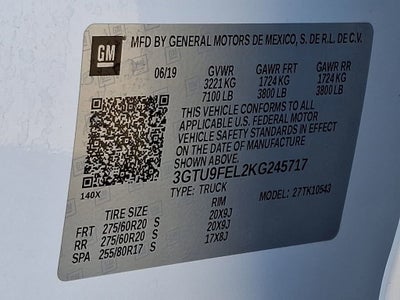 GM
MFD BY GENERAL MOTORS DE MEXICO, S. DE R.L. DE C.V.
06/19 GVWR GAWR FRT GAWR RR
3221 KG 1724 KG 1724 KG
7100 LB 3800 LB 3800 LB
THIS VEHICLE CONFORMS TO ALL
APPLICABLE U.S. FEDERAL MOTOR
VEHICLE SAFETY STANDARDS IN EFFECT
ON THE DATE OF MANUFACTURE
SHOWN ABOVE.
3GTU9FEL2KG245717
140X TYPE: TRUCK MODEL: 27TK10543
TIRE SIZE RIM
FRT 275/60R20 S 20X9J
RR 275/60R20 S 20X9J
SPA 255/80R17 S 17X8J